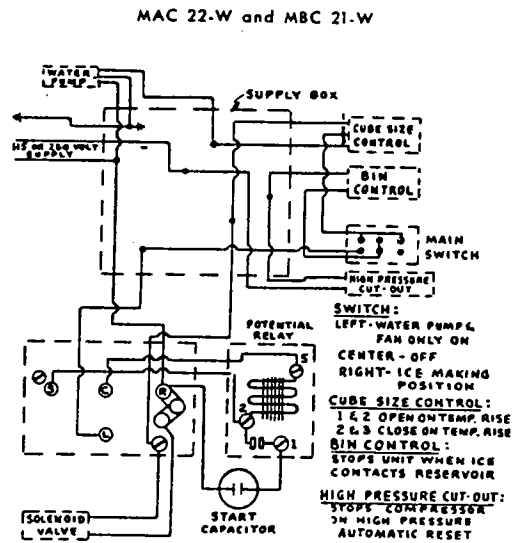 MAC 22-W and MBC 21-W
WATER
PUMP
SUPPLY BOX
115 OR 230 VOLT
SUPPLY
CUBE SIZE
CONTROL
BIN
CONTROL
MAIN
SWITCH
HIGH PRESSURE
CUT-OUT
SWITCH:
LEFT-WATER PUMP &
FAN ONLY ON
CENTER - OFF
RIGHT- ICE MAKING
POSITION
POTENTIAL
RELAY
5
S
C
R
L
2
1
CUBE SIZE CONTROL:
1 & 2 OPEN ON TEMP. RISE
2 & 3 CLOSE ON TEMP. RISE
BIN CONTROL:
STOPS UNIT WHEN ICE
CONTACTS RESERVOIR
HIGH PRESSURE CUT-OUT:
STOPS COMPRESSOR
ON HIGH PRESSURE
AUTOMATIC RESET
START
CAPACITOR
SOLENOID
VALVE